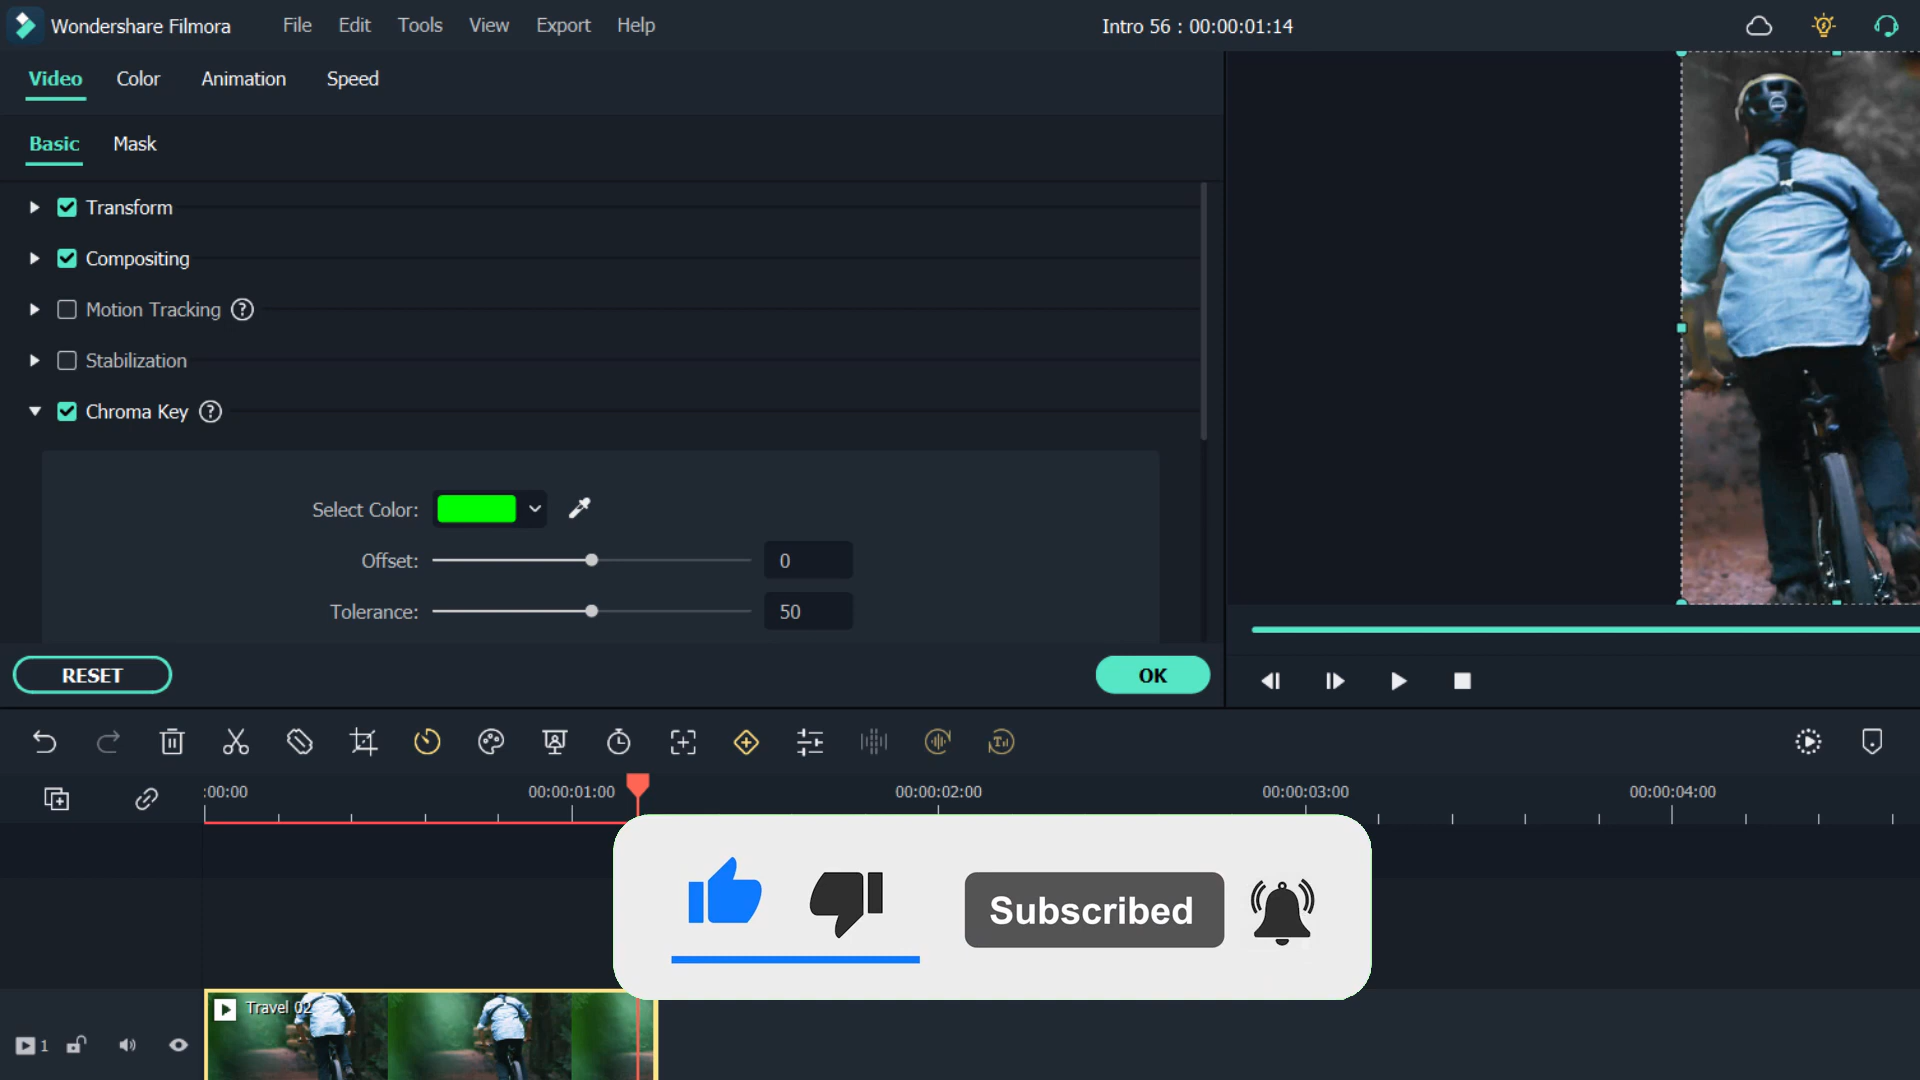 Wondershare Filmora File Edit Tools View Export Help Intro 56 : 00:00:01:14
Video Color Animation Speed
Basic Mask
Transform
Compositing
Motion Tracking ?
Stabilization
Chroma Key ?
Select Color:
Offset: 0
Tolerance: 50
RESET OK
:00:00 00:00:01:00 00:00:02:00 00:00:03:00 00:00:04:00
Subscribed
Travel 02
1